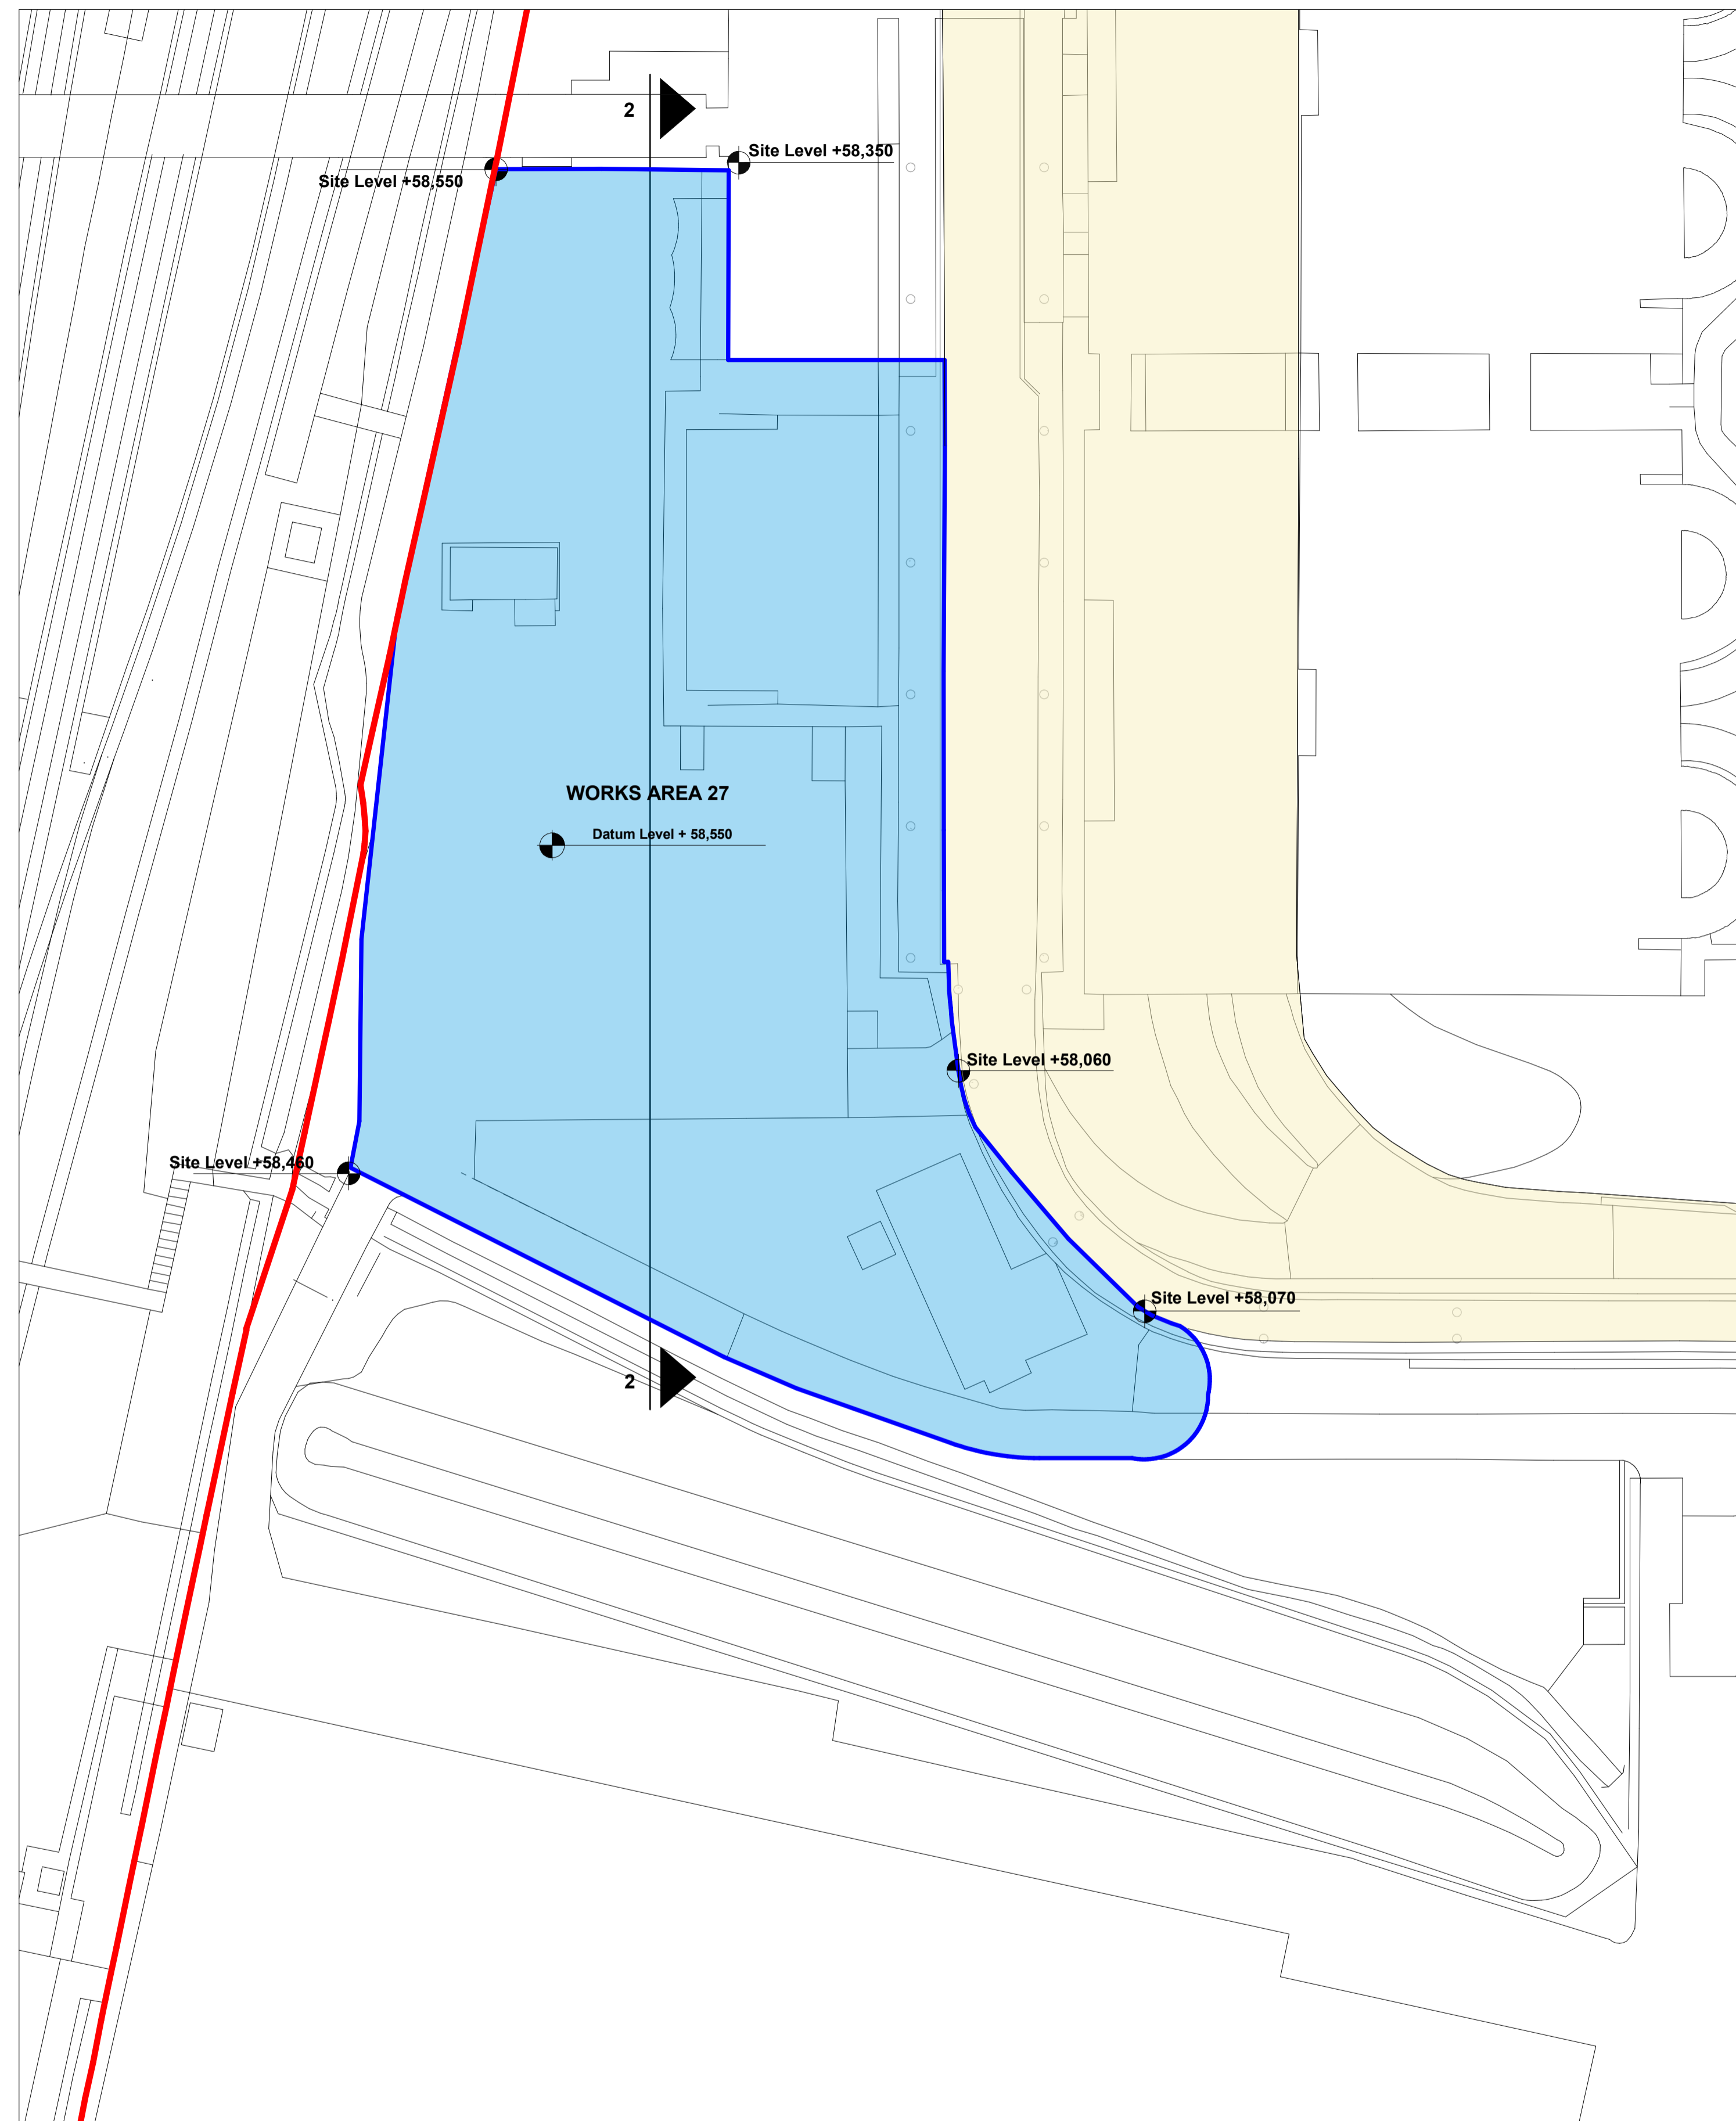 2
Site Level +58,350
Site Level +58,550
WORKS AREA 27
Datum Level + 58,550
Site Level +58,060
Site Level +58,460
Site Level +58,070
2